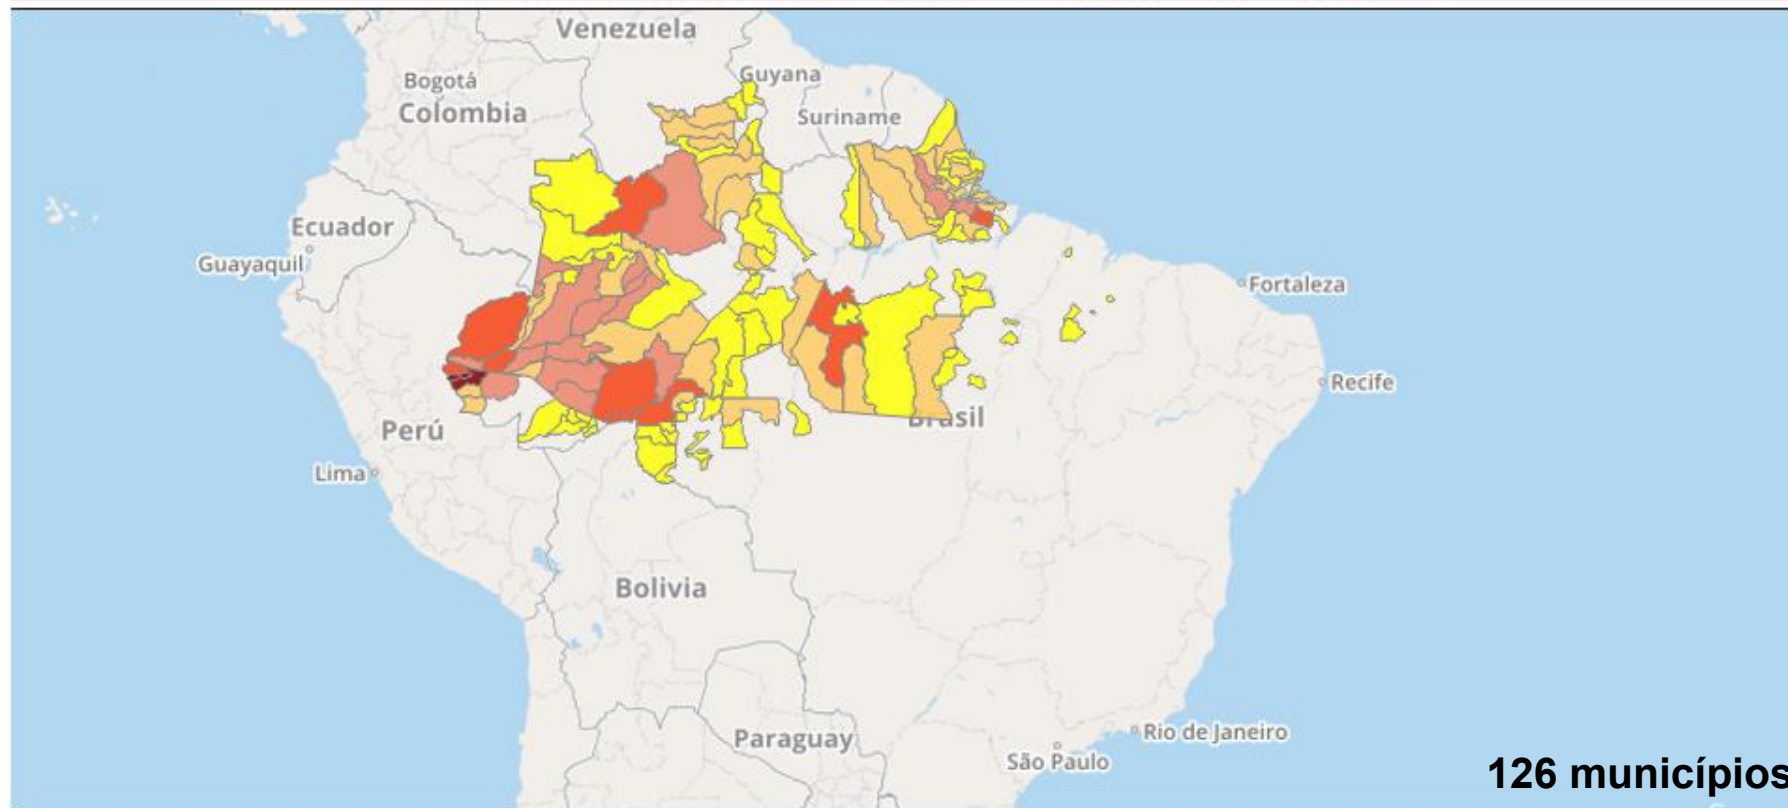 Venezuela
Guyana
Bogotá
Colombia
Suriname
Ecuador
Guayaquil
Fortaleza
Recife
Brasil
Perú
Lima
Bolivia
Paraguay
Rio de Janeiro
São Paulo
126 municípios